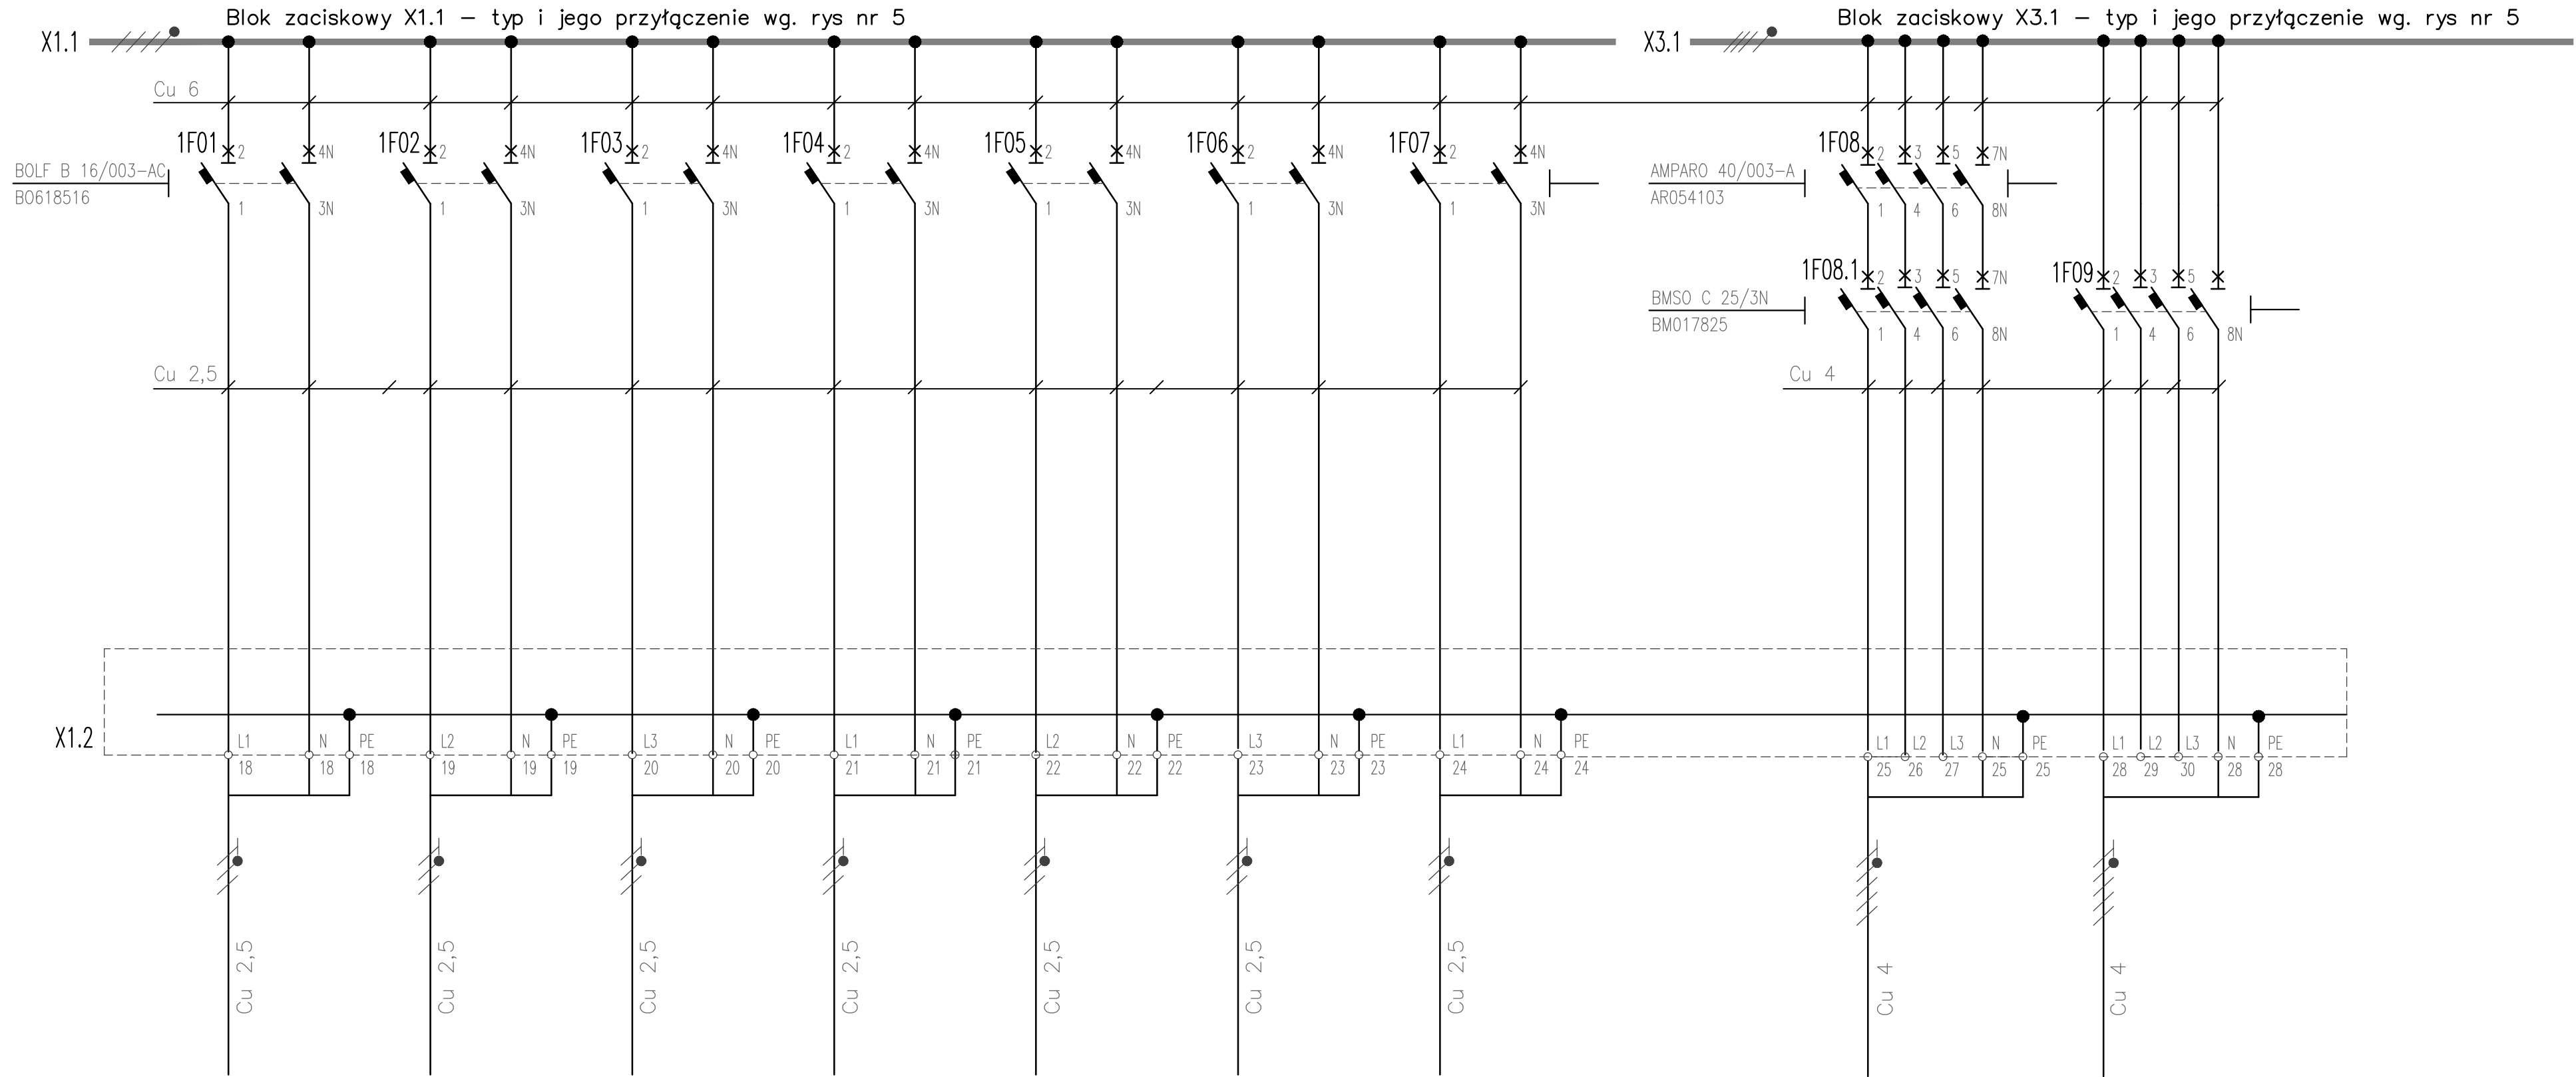 Blok zaciskowy X1.1 – typ i jego przyłączenie wg. rys nr 5
Blok zaciskowy X3.1 – typ i jego przyłączenie wg. rys nr 5
X1.1
X3.1
Cu 6
1F01 2 4N
1F02 2 4N
1F03 2 4N
1F04 2 4N
1F05 2 4N
1F06 2 4N
1F07 2 4N
1F08 2 3 5 7N
BOLF B 16/003-AC
BO618516
AMPARO 40/003-A
AR054103
1 3N
1 3N
1 3N
1 3N
1 3N
1 3N
1 3N
1 4 6 8N
1F08.1 2 3 5 7N
1F09 2 3 5
BMSO C 25/3N
BM017825
1 4 6 8N
1 4 6 8N
Cu 2,5
Cu 4
X1.2
L1 N PE
L2 N PE
L3 N PE
L1 N PE
L2 N PE
L3 N PE
L1 N PE
L1 L2 L3 N PE
L1 L2 L3 N PE
18 18 18
19 19 19
20 20 20
21 21 21
22 22 22
23 23 23
24 24 24
25 26 27 25 25
28 29 30 28 28
Cu 2,5
Cu 2,5
Cu 2,5
Cu 2,5
Cu 2,5
Cu 2,5
Cu 2,5
Cu 4
Cu 4